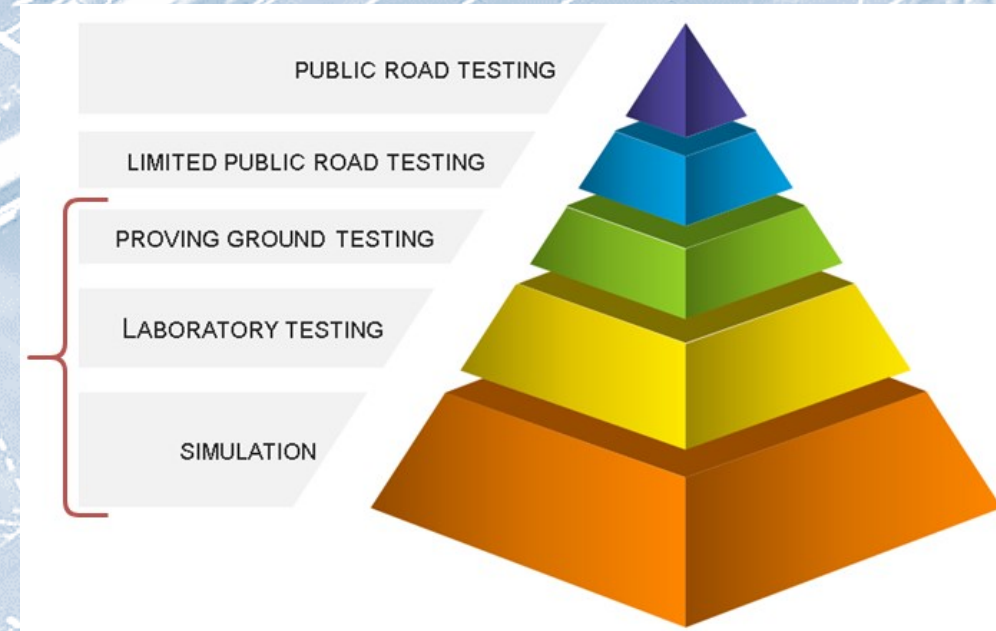 PUBLIC ROAD TESTING
LIMITED PUBLIC ROAD TESTING
PROVING GROUND TESTING
LABORATORY TESTING
SIMULATION